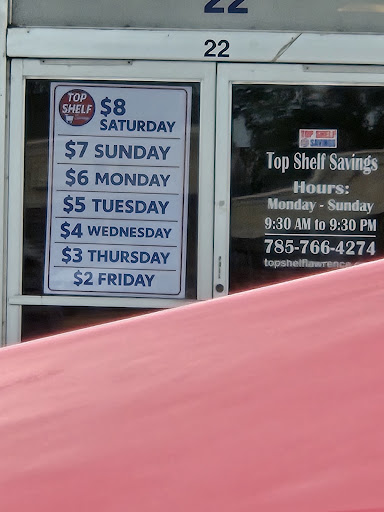 22
22
TOP
SHELF
$8
SATURDAY
$7 SUNDAY
$6 MONDAY
$5 TUESDAY
$4 WEDNESDAY
$3 THURSDAY
$2 FRIDAY
TOP SHELF
SAVINGS
Top Shelf Savings
Hours:
Monday - Sunday
9:30 AM to 9:30 PM
785-766-4274
topshelflawrence.